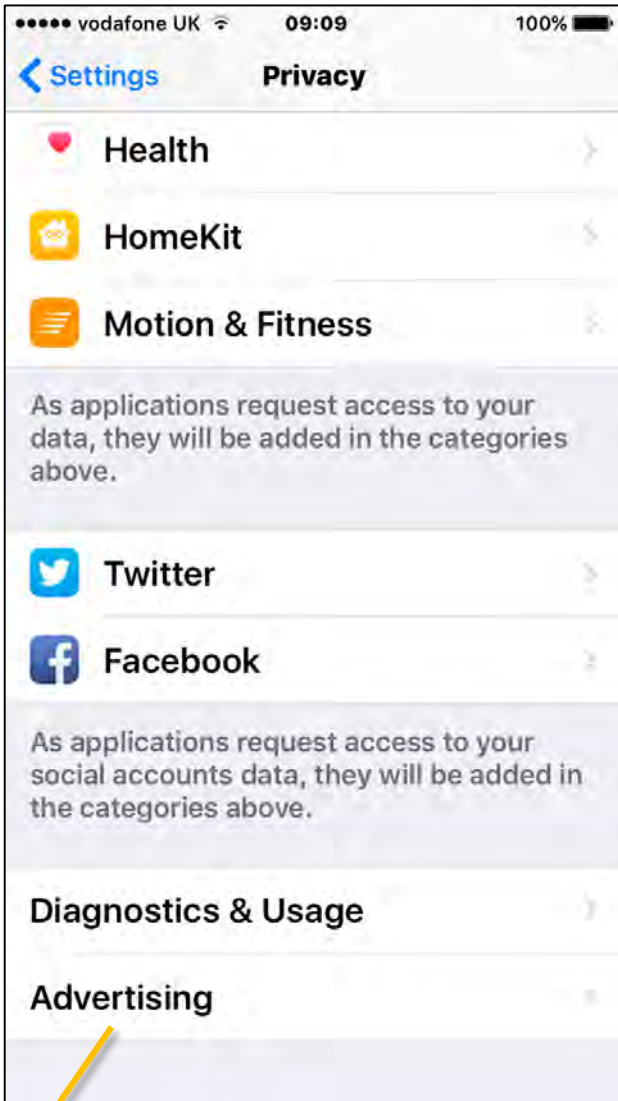 vodafone UK 09:09 100%
Settings Privacy
Health
HomeKit
Motion & Fitness
As applications request access to your
data, they will be added in the categories
above.
Twitter
Facebook
As applications request access to your
social accounts data, they will be added in
the categories above.
Diagnostics & Usage
Advertising